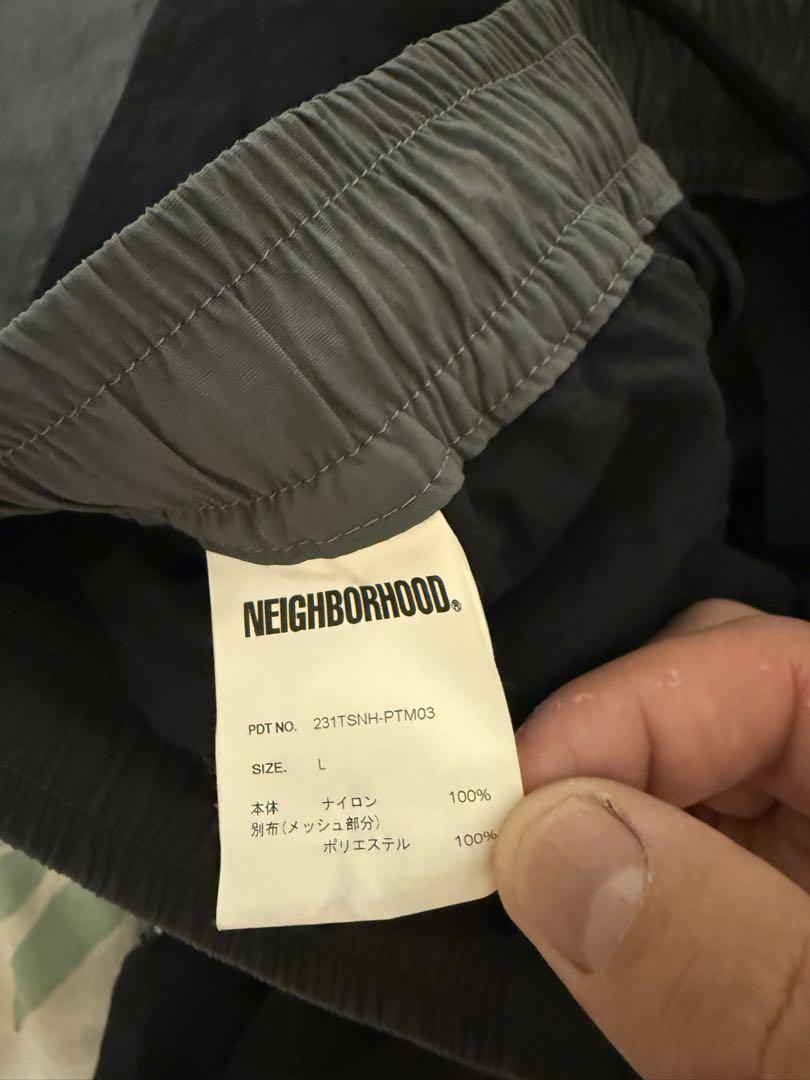 NEIGHBORHOOD®
PDT NO. 231TSNH-PTM03
SIZE. L
本体 ナイロン 100%
別布(メッシュ部分)
ポリエステル 100%